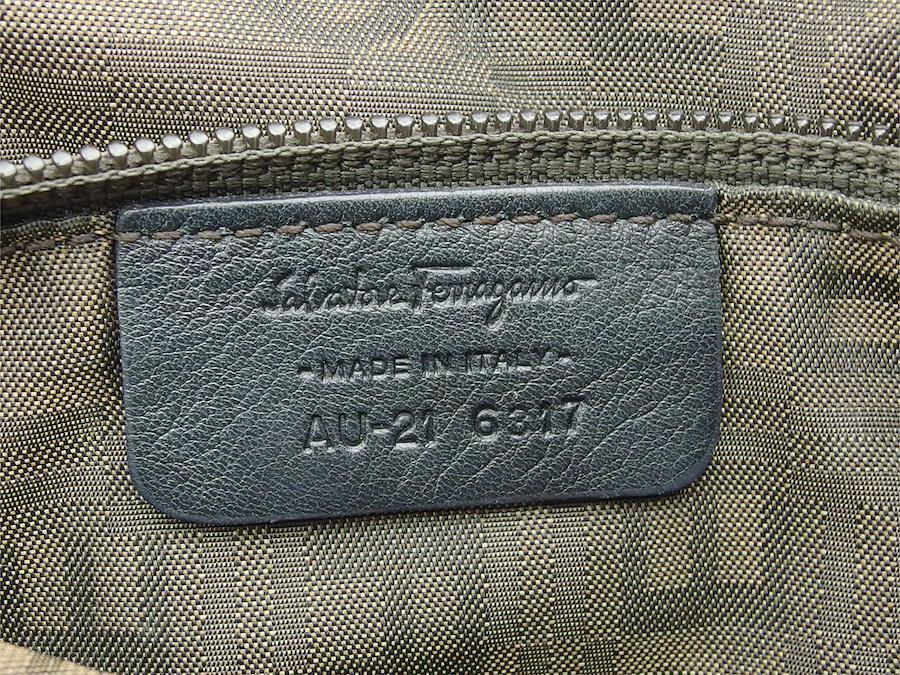 Salvatore Ferragamo
-MADE IN ITALY-
AU-21 6317